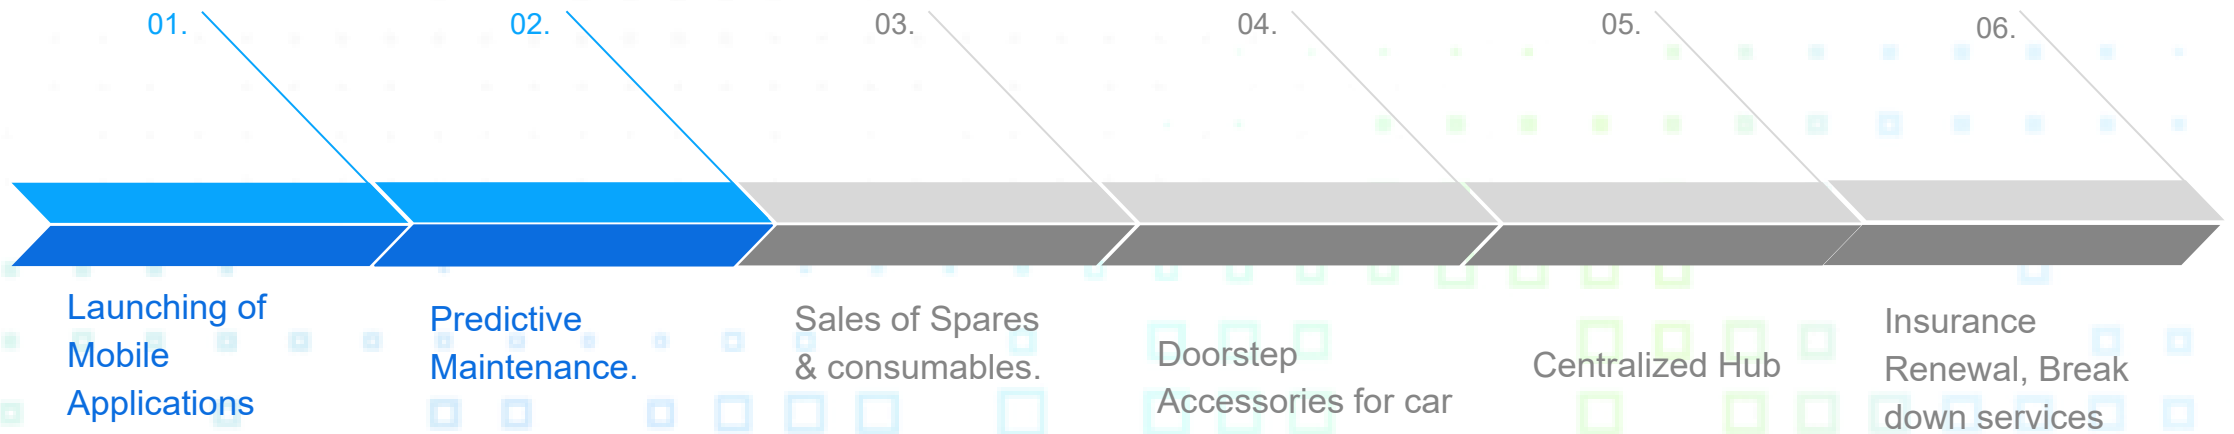 01.
02.
03.
04.
05.
06.
Launching of
Mobile
Applications
Predictive
Maintenance.
Sales of Spares
& consumables.
Doorstep
Accessories for car
Centralized Hub
Insurance
Renewal, Break
down services